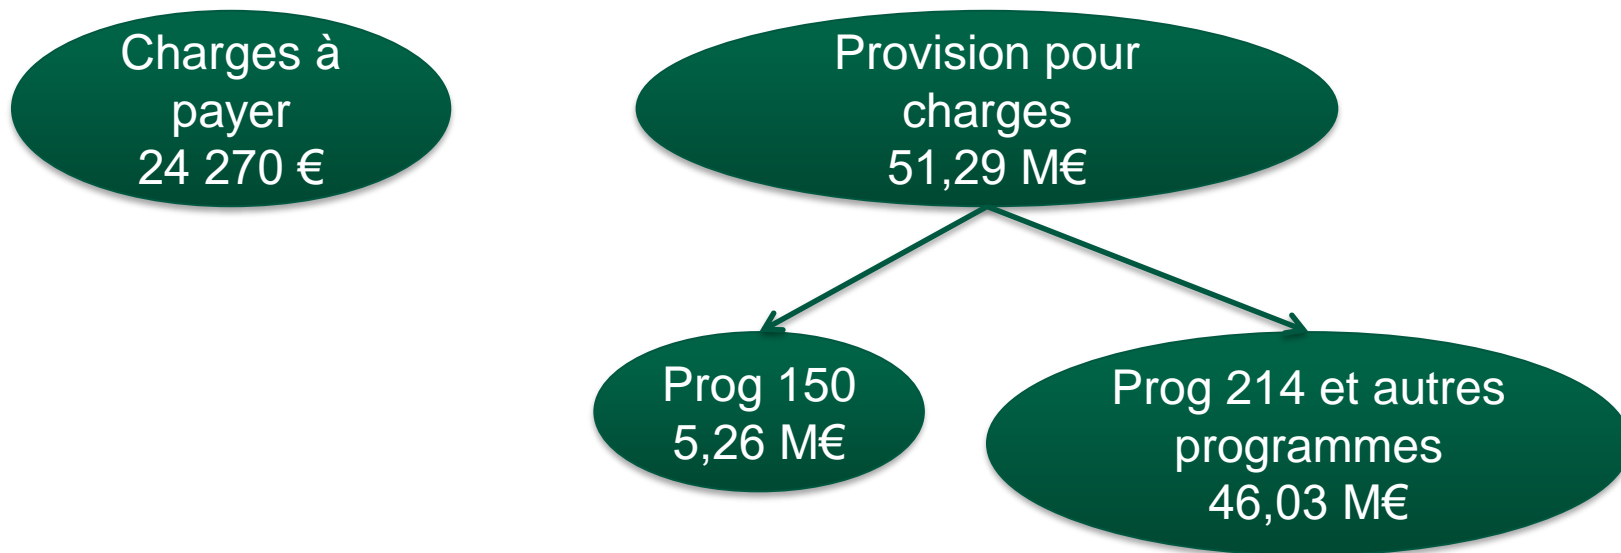 Charges à
payer
24 270 €
Provision pour
charges
51,29 M€
Prog 150
5,26 M€
Prog 214 et autres
programmes
46,03 M€